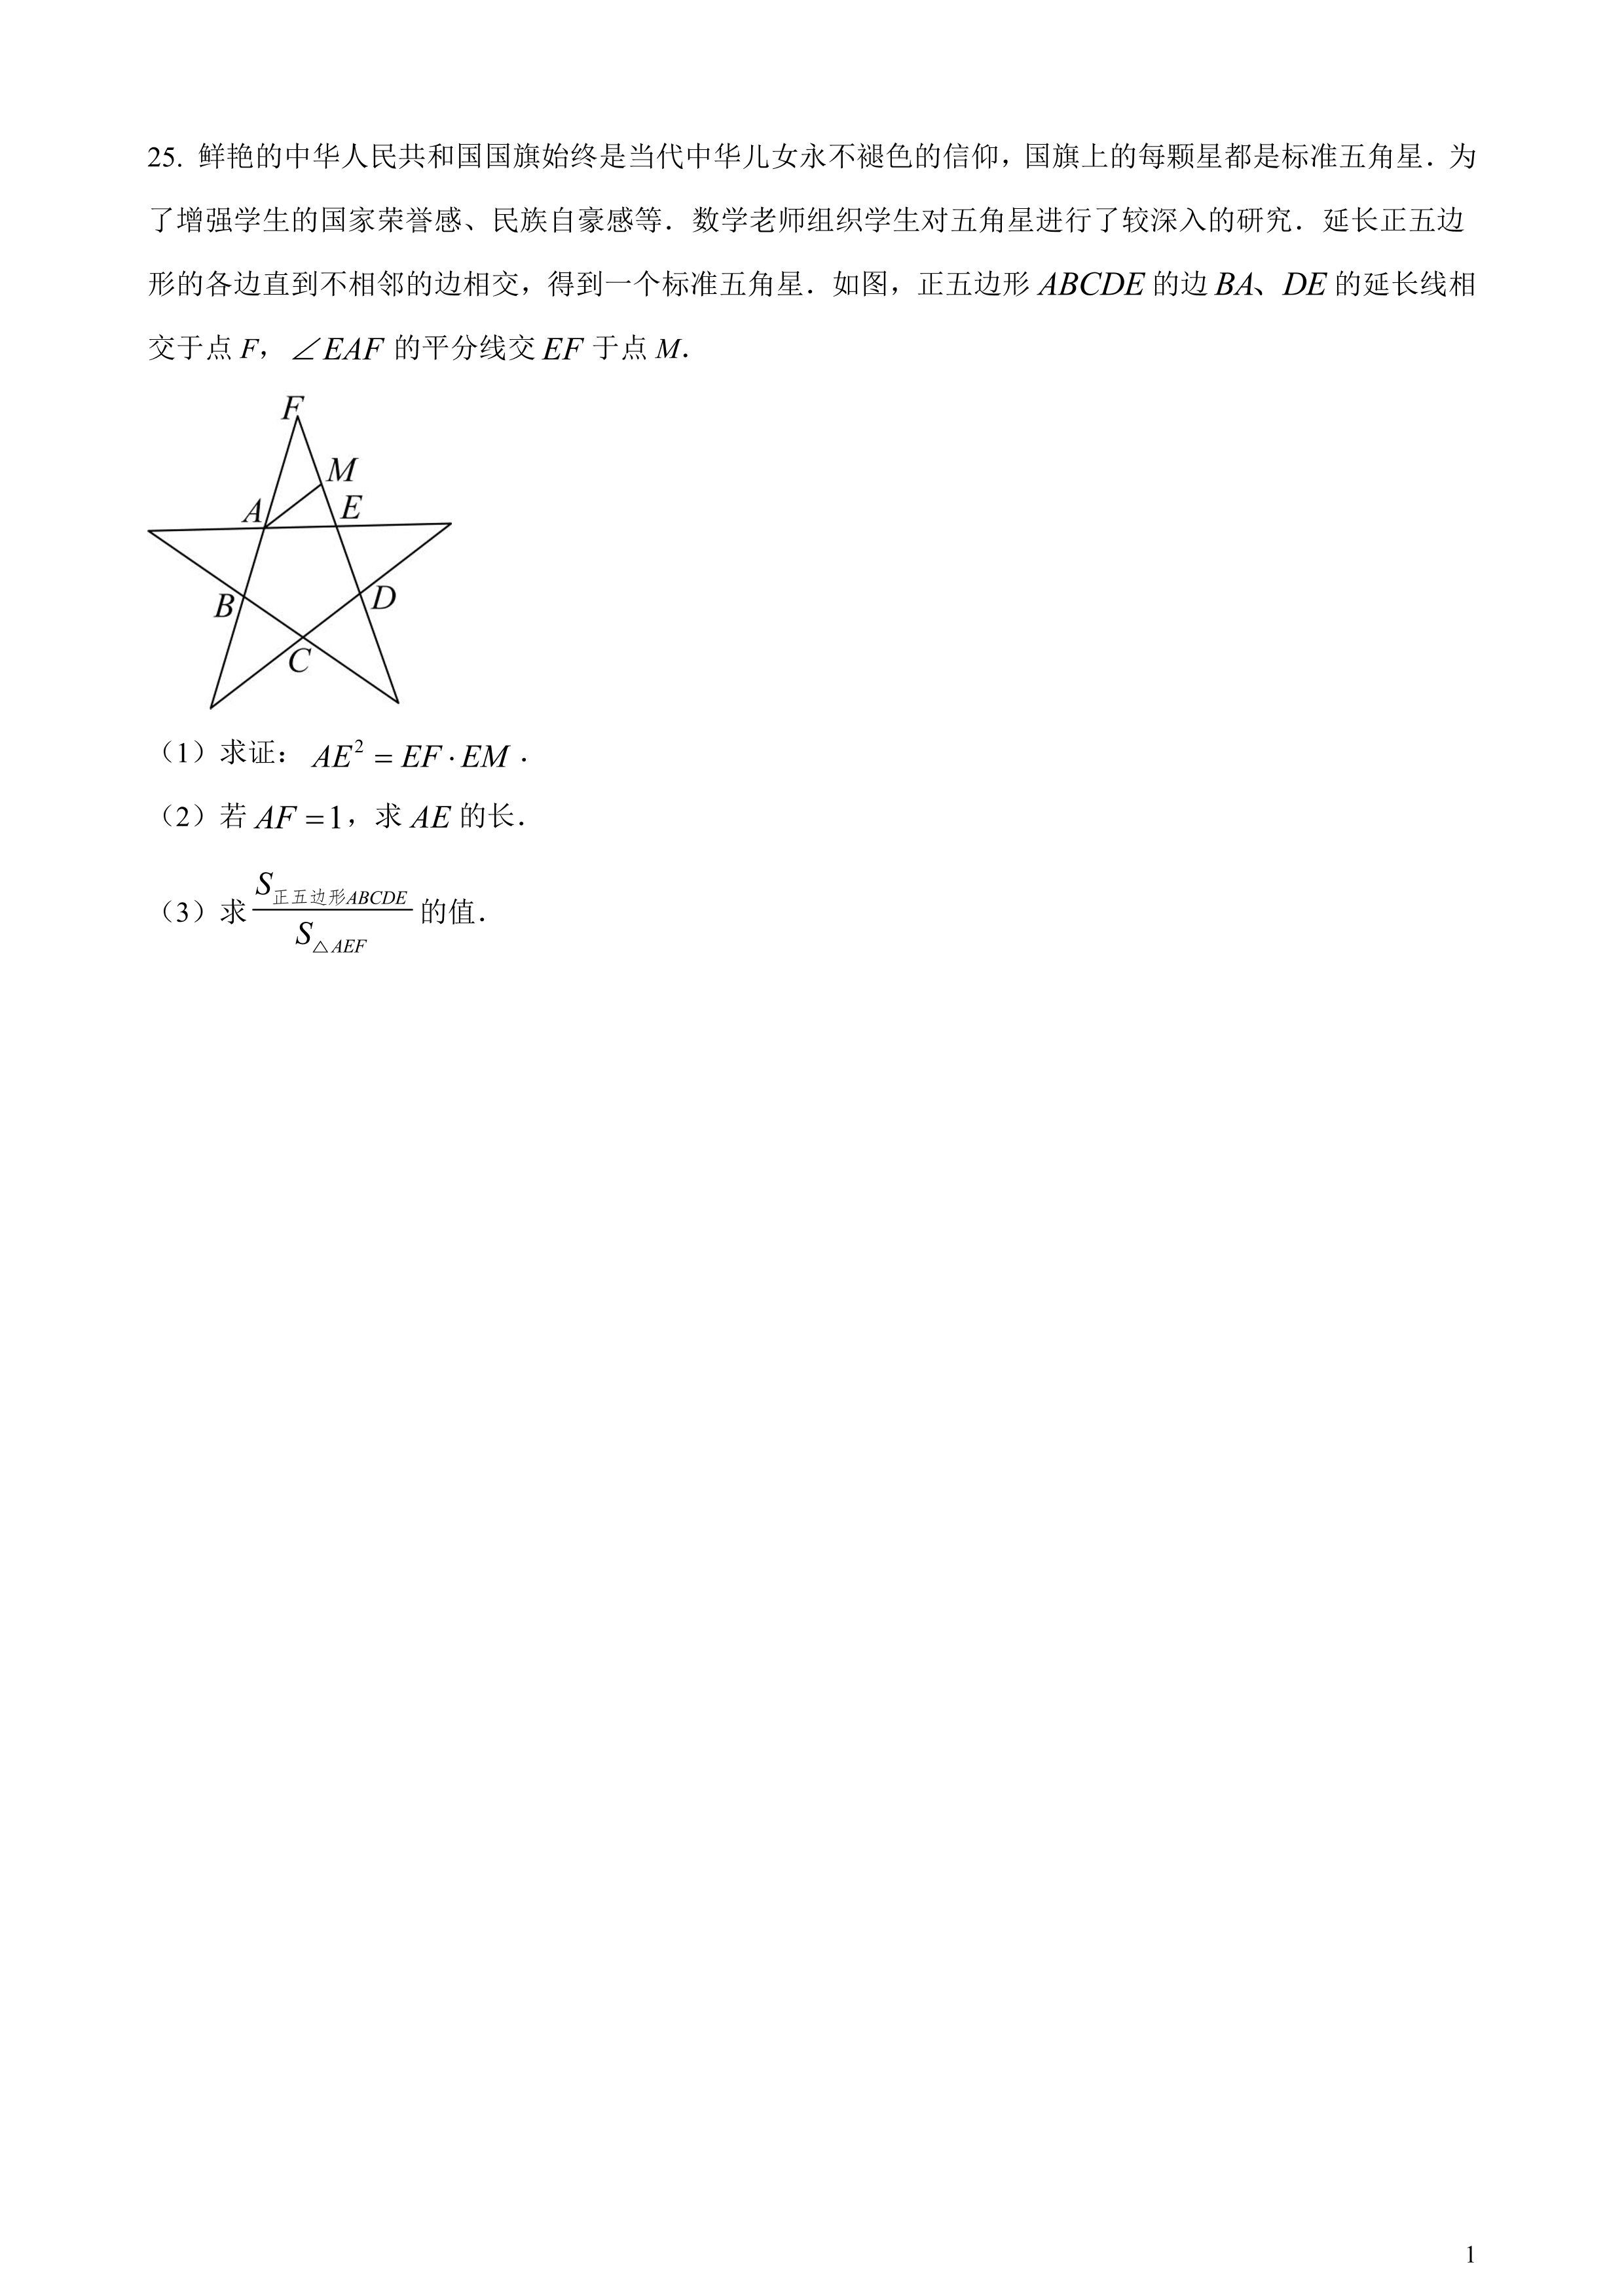 25. 鲜艳的中华人民共和国国旗始终是当代中华儿女永不褪色的信仰，国旗上的每颗星都是标准五角星．为
了增强学生的国家荣誉感、民族自豪感等．数学老师组织学生对五角星进行了较深入的研究．延长正五边
形的各边直到不相邻的边相交，得到一个标准五角星．如图，正五边形 ABCDE 的边 BA、DE 的延长线相
交于点 F，∠EAF 的平分线交 EF 于点 M．
F
M
A
E
B
D
C
（1）求证：AE² = EF · EM．
（2）若 AF = 1，求 AE 的长．
（3）求 S正五边形ABCDE / S△AEF 的值．
1